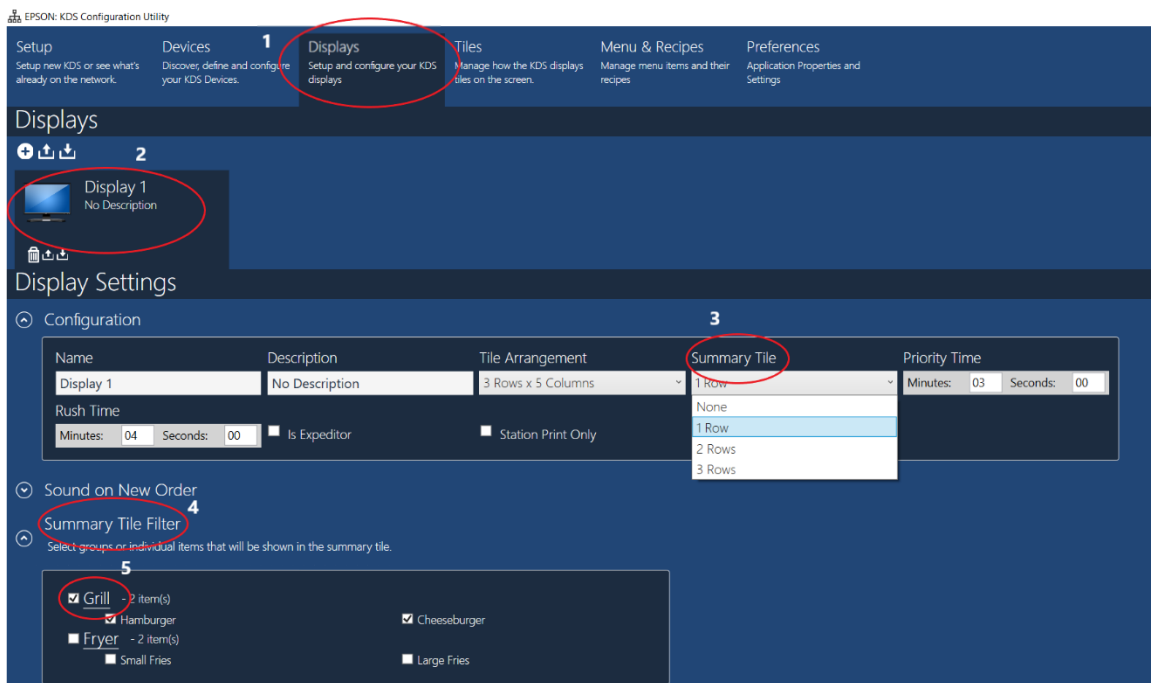 EPSON: KDS Configuration Utility
1
Setup
Devices
Displays
Tiles
Menu & Recipes
Preferences
Setup new KDS or see what's already on the network.
Discover, define and configure your KDS Devices.
Setup and configure your KDS displays
Manage how the KDS displays tiles on the screen.
Manage menu items and their recipes
Application Properties and Settings
Displays
2
Display 1
No Description
Display Settings
Configuration
3
Name
Description
Tile Arrangement
Summary Tile
Priority Time
Display 1
No Description
3 Rows x 5 Columns
1 Row
Minutes: 03 Seconds: 00
None
1 Row
2 Rows
3 Rows
Rush Time
Minutes: 04 Seconds: 00
Is Expeditor
Station Print Only
Sound on New Order
4
Summary Tile Filter
Select groups or individual items that will be shown in the summary tile.
5
Grill - 2 item(s)
Hamburger
Cheeseburger
Fryer - 2 item(s)
Small Fries
Large Fries